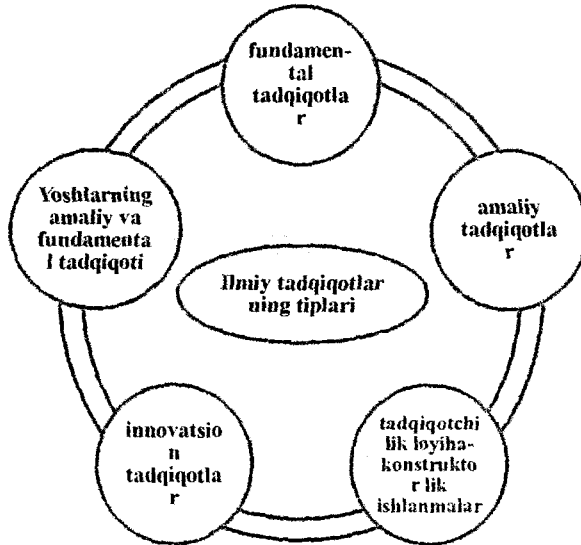 fundamen-
tal
tadqiqotla
r
Yoshlarning
amaliy va
fundamenta
l tadqiqoti
amaliy
tadqiqotla
r
Ilmiy tadqiqotlar
ning tiplari
innovatsio
n
tadqiqotla
r
tadqiqotchi
lik loyiha-
konstrukto
r lik
ishlanmalar